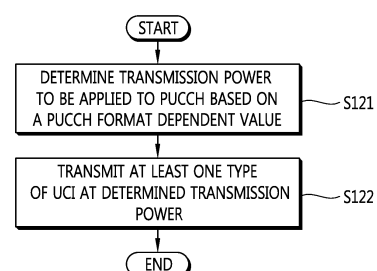 START
DETERMINE TRANSMISSION POWER
TO BE APPLIED TO PUCCH BASED ON
A PUCCH FORMAT DEPENDENT VALUE
S121
TRANSMIT AT LEAST ONE TYPE
OF UCI AT DETERMINED TRANSMISSION
POWER
S122
END